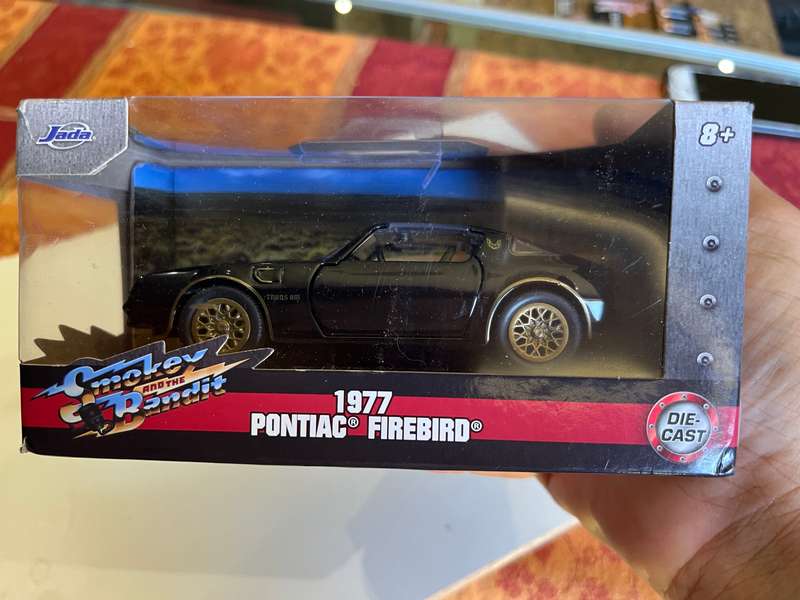 Jada
8+
TRANS AM
Smokey
AND THE
Bandit
1977
PONTIAC® FIREBIRD®
DIE-
CAST